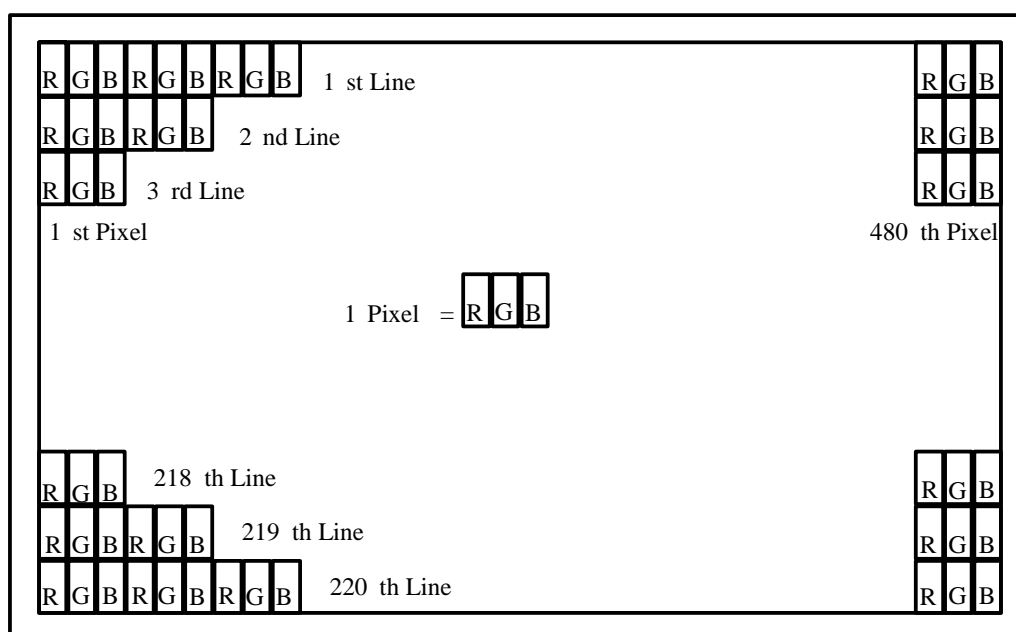 R G B R G B R G B 1 st Line R G B
R G B R G B 2 nd Line R G B
R G B 3 rd Line R G B
1 st Pixel 480 th Pixel
1 Pixel = R G B
R G B 218 th Line R G B
R G B R G B 219 th Line R G B
R G B R G B R G B 220 th Line R G B